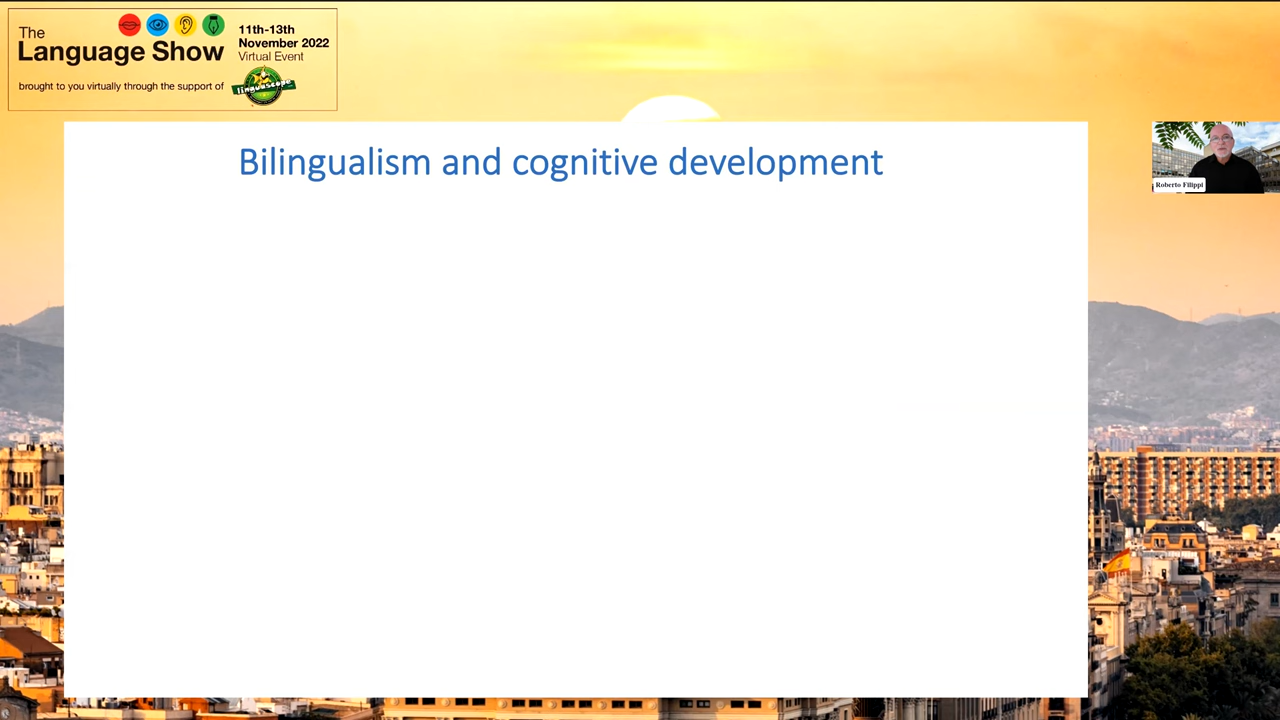 The
Language Show
11th-13th
November 2022
Virtual Event
brought to you virtually through the support of
linguascope
Bilingualism and cognitive development
Roberto Filippi